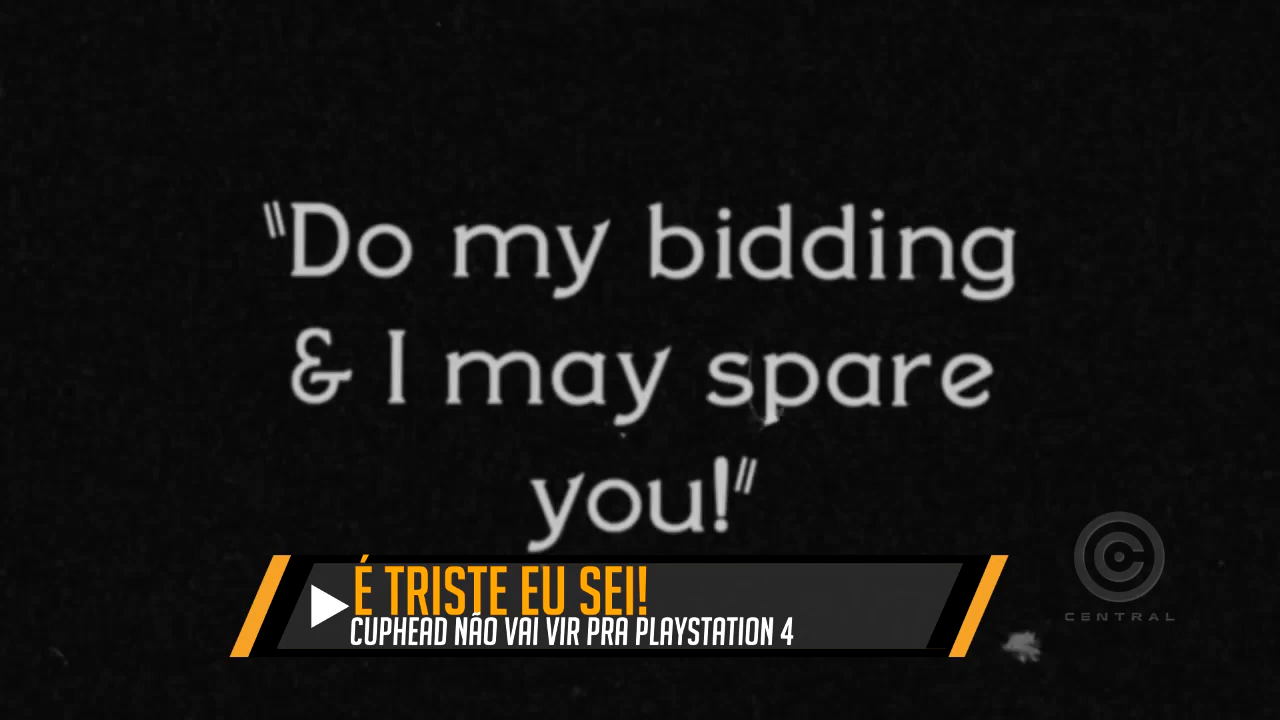 "Do my bidding
& I may spare
you!"
É TRISTE EU SEI!
CUPHEAD NÃO VAI VIR PRA PLAYSTATION 4
CENTRAL